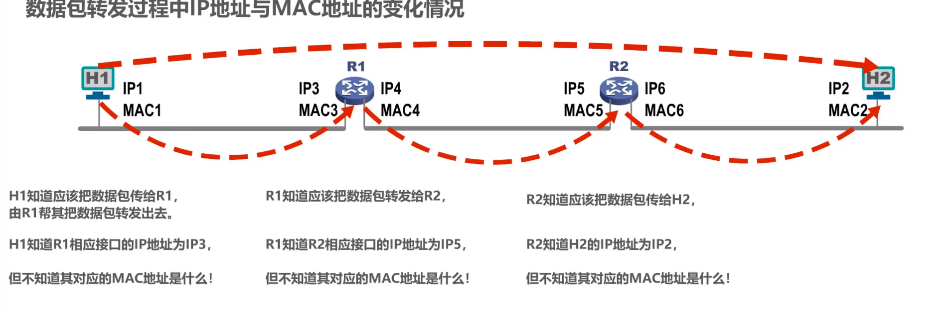 数据包转发过程中IP地址与MAC地址的变化情况
H1
IP1
MAC1
R1
IP3
MAC3
IP4
MAC4
R2
IP5
MAC5
IP6
MAC6
H2
IP2
MAC2
H1知道应该把数据包传给R1，
由R1帮其把数据包转发出去。
H1知道R1相应接口的IP地址为IP3，
但不知道其对应的MAC地址是什么！
R1知道应该把数据包转发给R2，
R1知道R2相应接口的IP地址为IP5，
但不知道其对应的MAC地址是什么！
R2知道应该把数据包传给H2，
R2知道H2的IP地址为IP2，
但不知道其对应的MAC地址是什么！